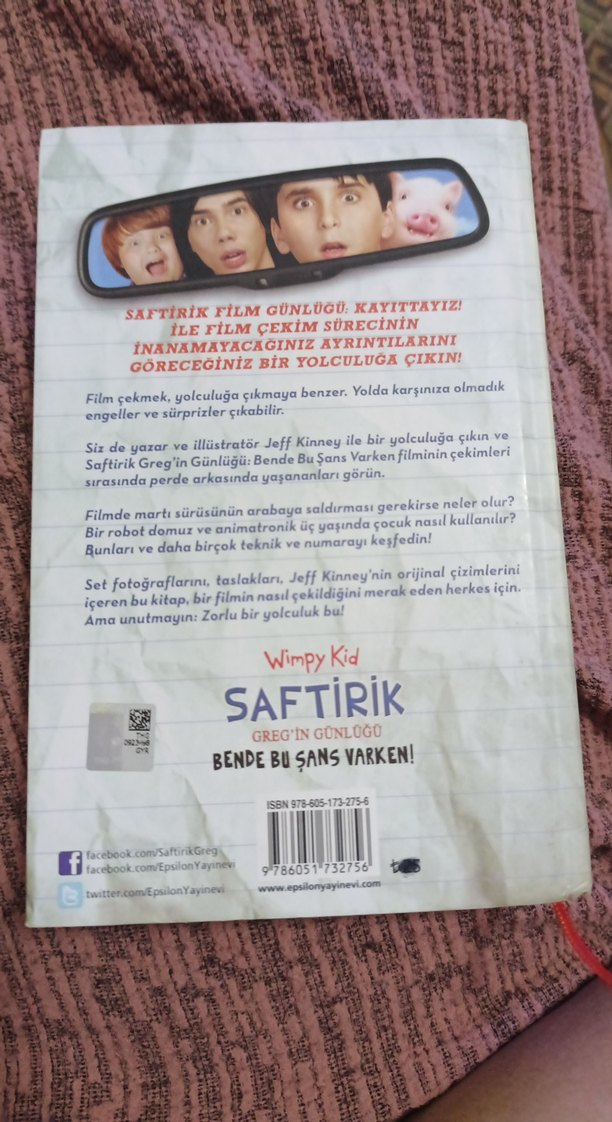 SAFTİRİK FİLM GÜNLÜĞÜ: KAYITTAYIZ!
İLE FİLM ÇEKİM SÜRECİNİN
İNANAMAYACAĞINIZ AYRINTILARINI
GÖRECEĞİNİZ BİR YOLCULUĞA ÇIKIN!
Film çekmek, yolculuğa çıkmaya benzer. Yolda karşınıza olmadık
engeller ve sürprizler çıkabilir.
Siz de yazar ve illüstratör Jeff Kinney ile bir yolculuğa çıkın ve
Saftirik Greg'in Günlüğü: Bende Bu Şans Varken filminin çekimleri
sırasında perde arkasında yaşananları görün.
Filmde martı sürüsünün arabaya saldırması gerekirse neler olur?
Bir robot domuz ve animatronik üç yaşında çocuk nasıl kullanılır?
Bunları ve daha birçok teknik ve numarayı keşfedin!
Set fotoğraflarını, taslakları, Jeff Kinney'nin orijinal çizimlerini
içeren bu kitap, bir filmin nasıl çekildiğini merak eden herkes için.
Ama unutmayın: Zorlu bir yolculuk bu!
Wimpy Kid
SAFTİRİK
GREG'İN GÜNLÜĞÜ
BENDE BU ŞANS VARKEN!
ISBN 978-605-173-275-6
9 786051 732756
www.epsilonyayinevi.com
facebook.com/SaftirikGreg
facebook.com/EpsilonYayinevi
twitter.com/EpsilonYayinevi